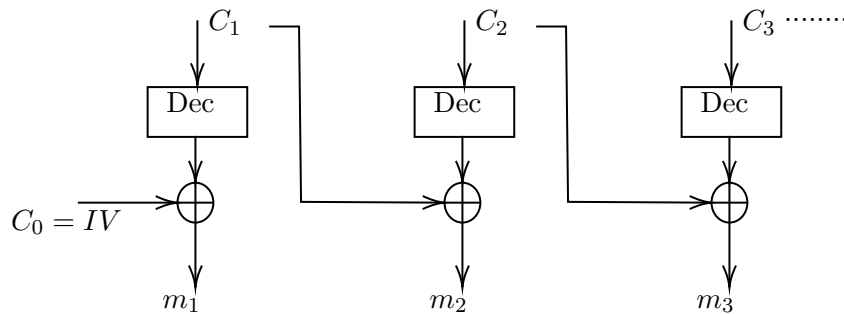 C₁ C₂ C₃ ........
Dec Dec Dec
C₀ = IV
m₁ m₂ m₃